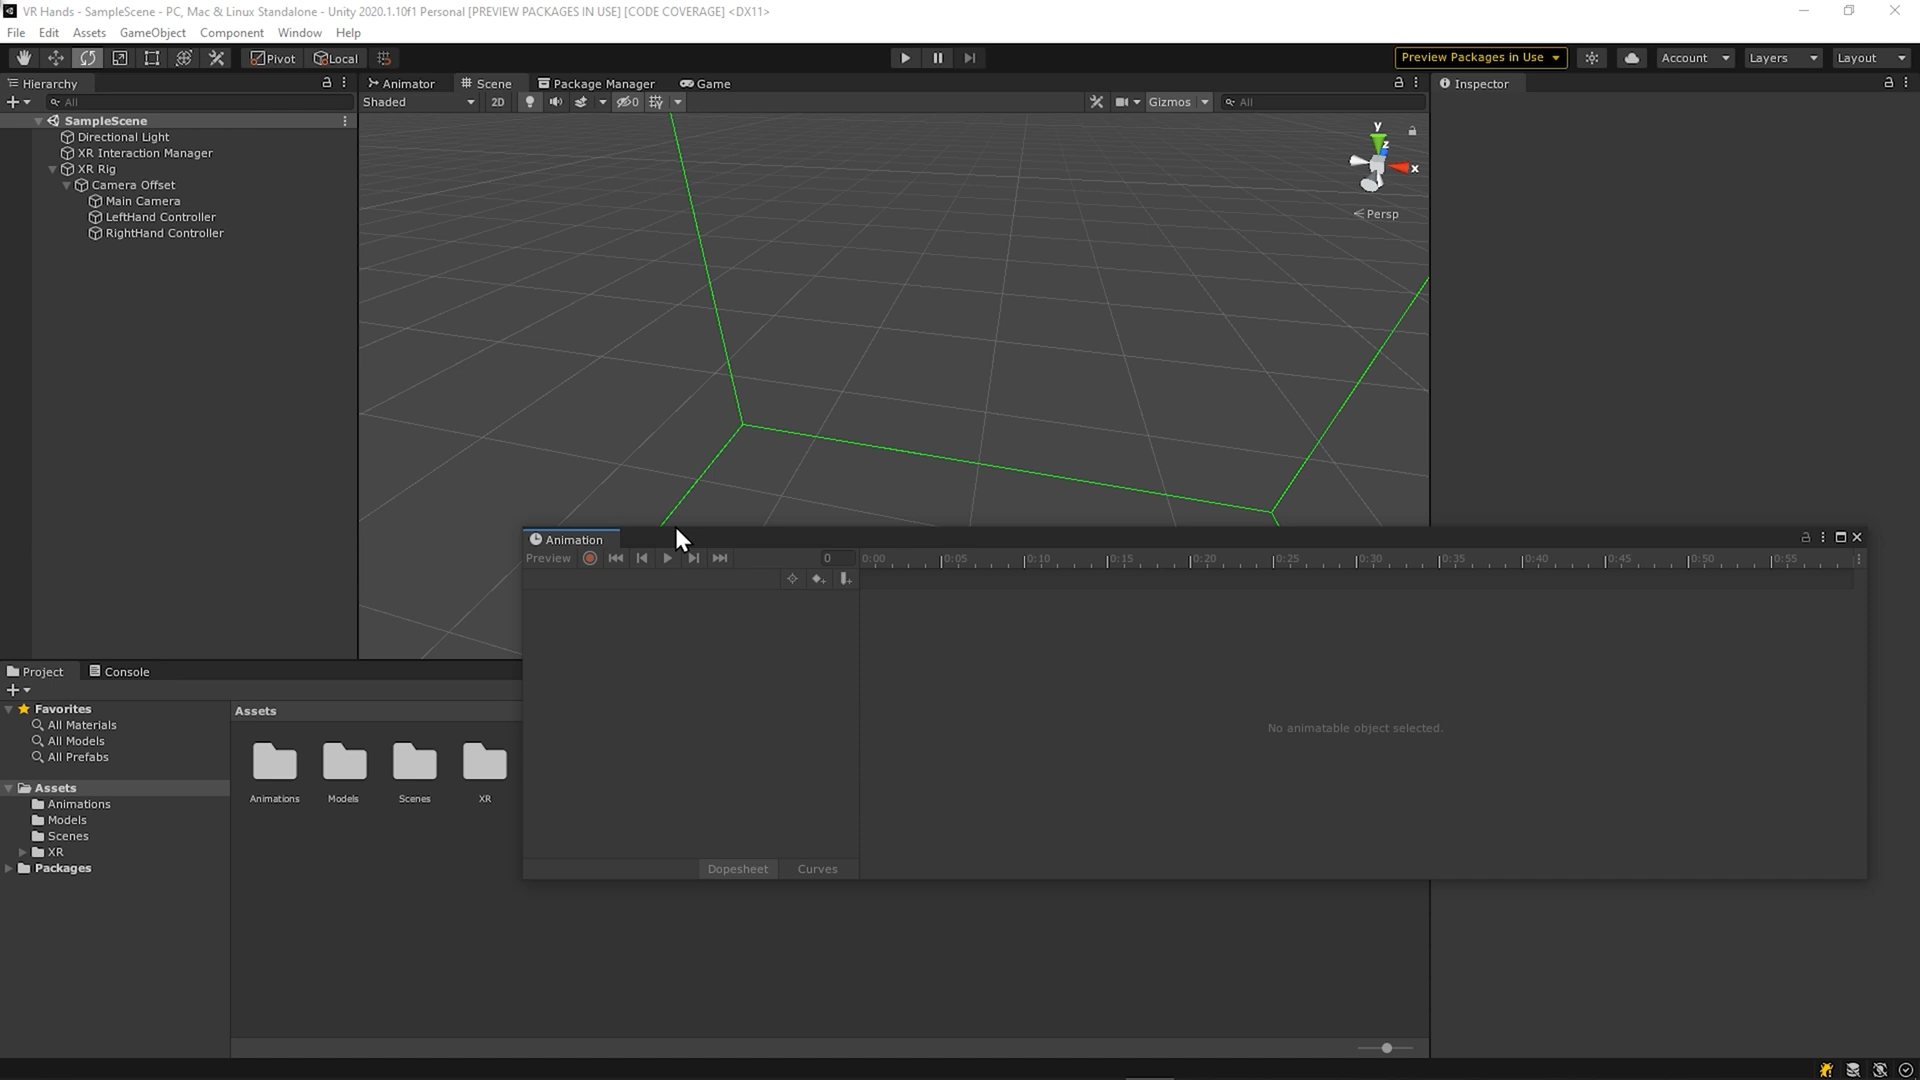 VR Hands - SampleScene - PC, Mac & Linux Standalone - Unity 2020.1.10f1 Personal [PREVIEW PACKAGES IN USE] [CODE COVERAGE] <DX11>
File Edit Assets GameObject Component Window Help
Pivot Local Preview Packages in Use Account Layers Layout
Hierarchy Animator Scene Package Manager Game Inspector
All Shaded 2D 0 Gizmos All
SampleScene
Directional Light
XR Interaction Manager
XR Rig
Camera Offset
Main Camera
LeftHand Controller
RightHand Controller
y
z
x
Persp
Animation
Preview 0 0:00 0:05 0:10 0:15 0:20 0:25 0:30 0:35 0:40 0:45 0:50 0:55
No animatable object selected.
Dopesheet Curves
Project Console
Favorites
All Materials
All Models
All Prefabs
Assets
Animations
Models
Scenes
XR
Packages
Assets
Animations Models Scenes XR